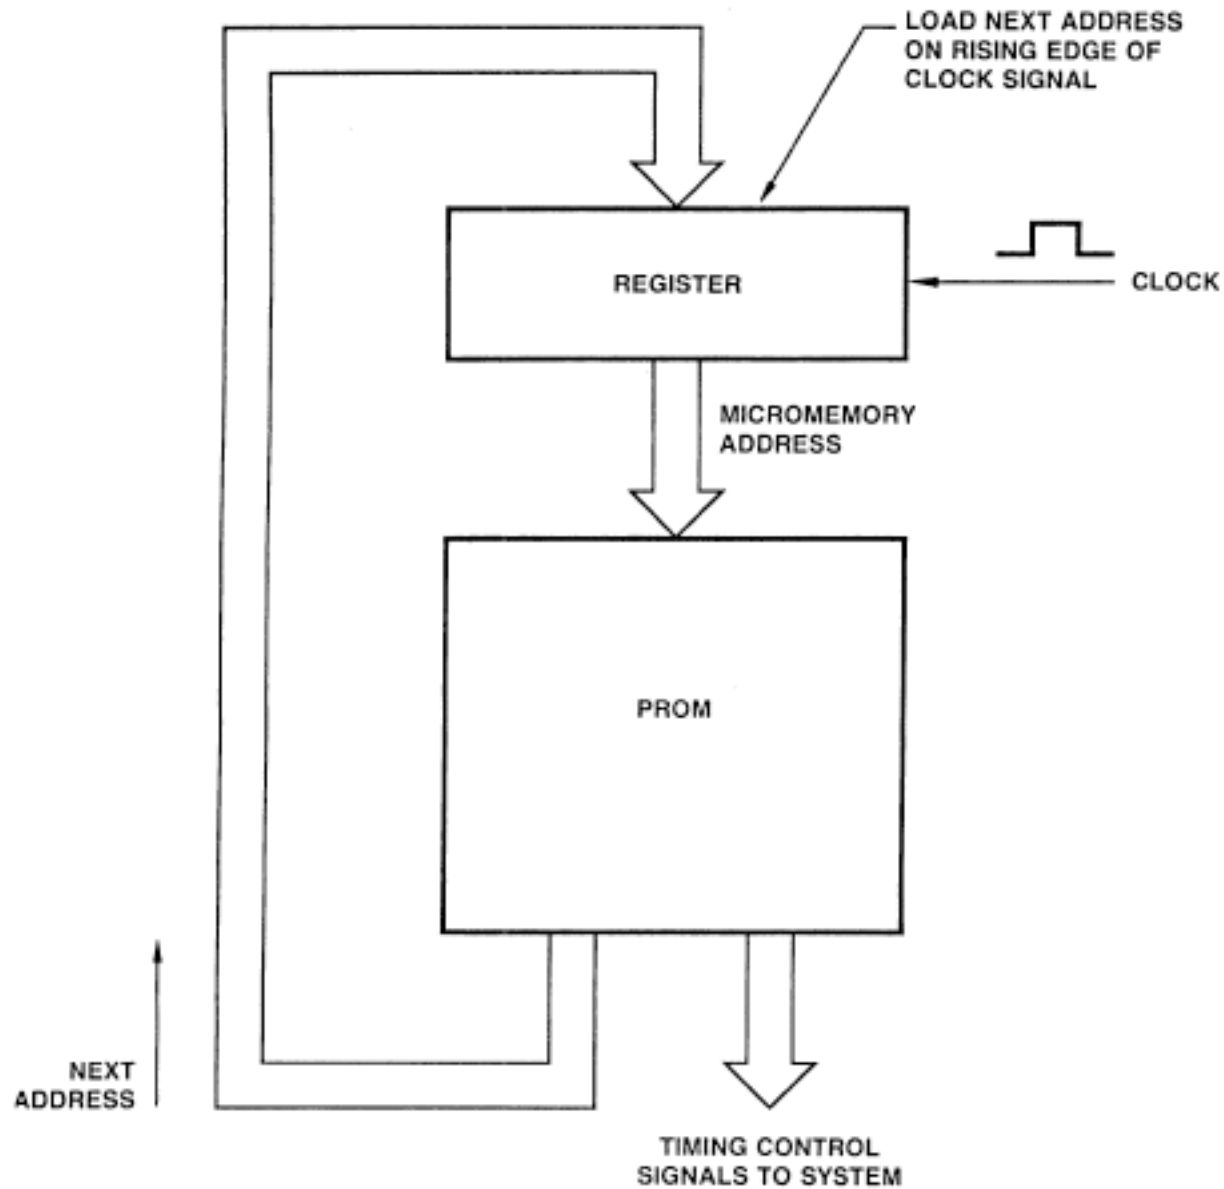 LOAD NEXT ADDRESS
ON RISING EDGE OF
CLOCK SIGNAL
REGISTER
CLOCK
MICROMEMORY
ADDRESS
PROM
NEXT
ADDRESS
TIMING CONTROL
SIGNALS TO SYSTEM